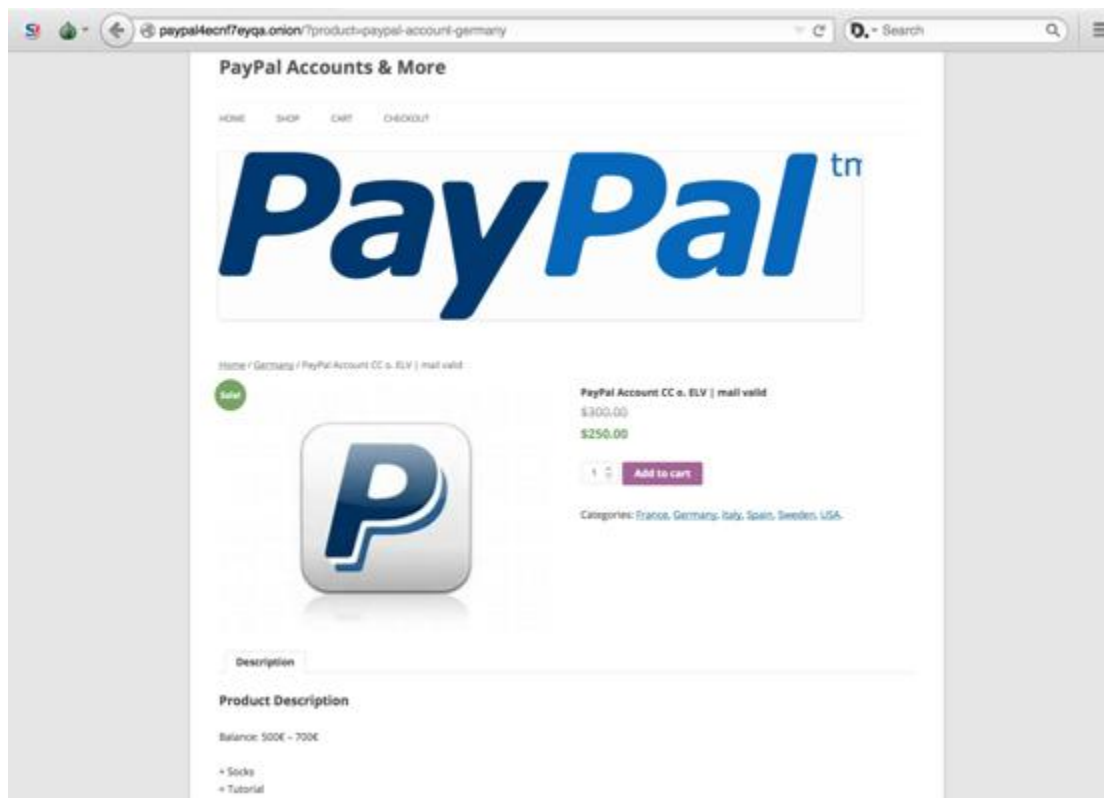 paypal4ecnf7eyqa.onion/?product=paypal-account-germany
Search
PayPal Accounts & More
HOME SHOP CART CHECKOUT
PayPal tm
Home / Germany / PayPal Account CC o. ELV | mail valid
Sale!
PayPal Account CC o. ELV | mail valid
$300.00
$250.00
1 Add to cart
Categories: France, Germany, Italy, Spain, Sweden, USA.
Description
Product Description
Balance: 500€ – 700€
+ Socks
+ Tutorial